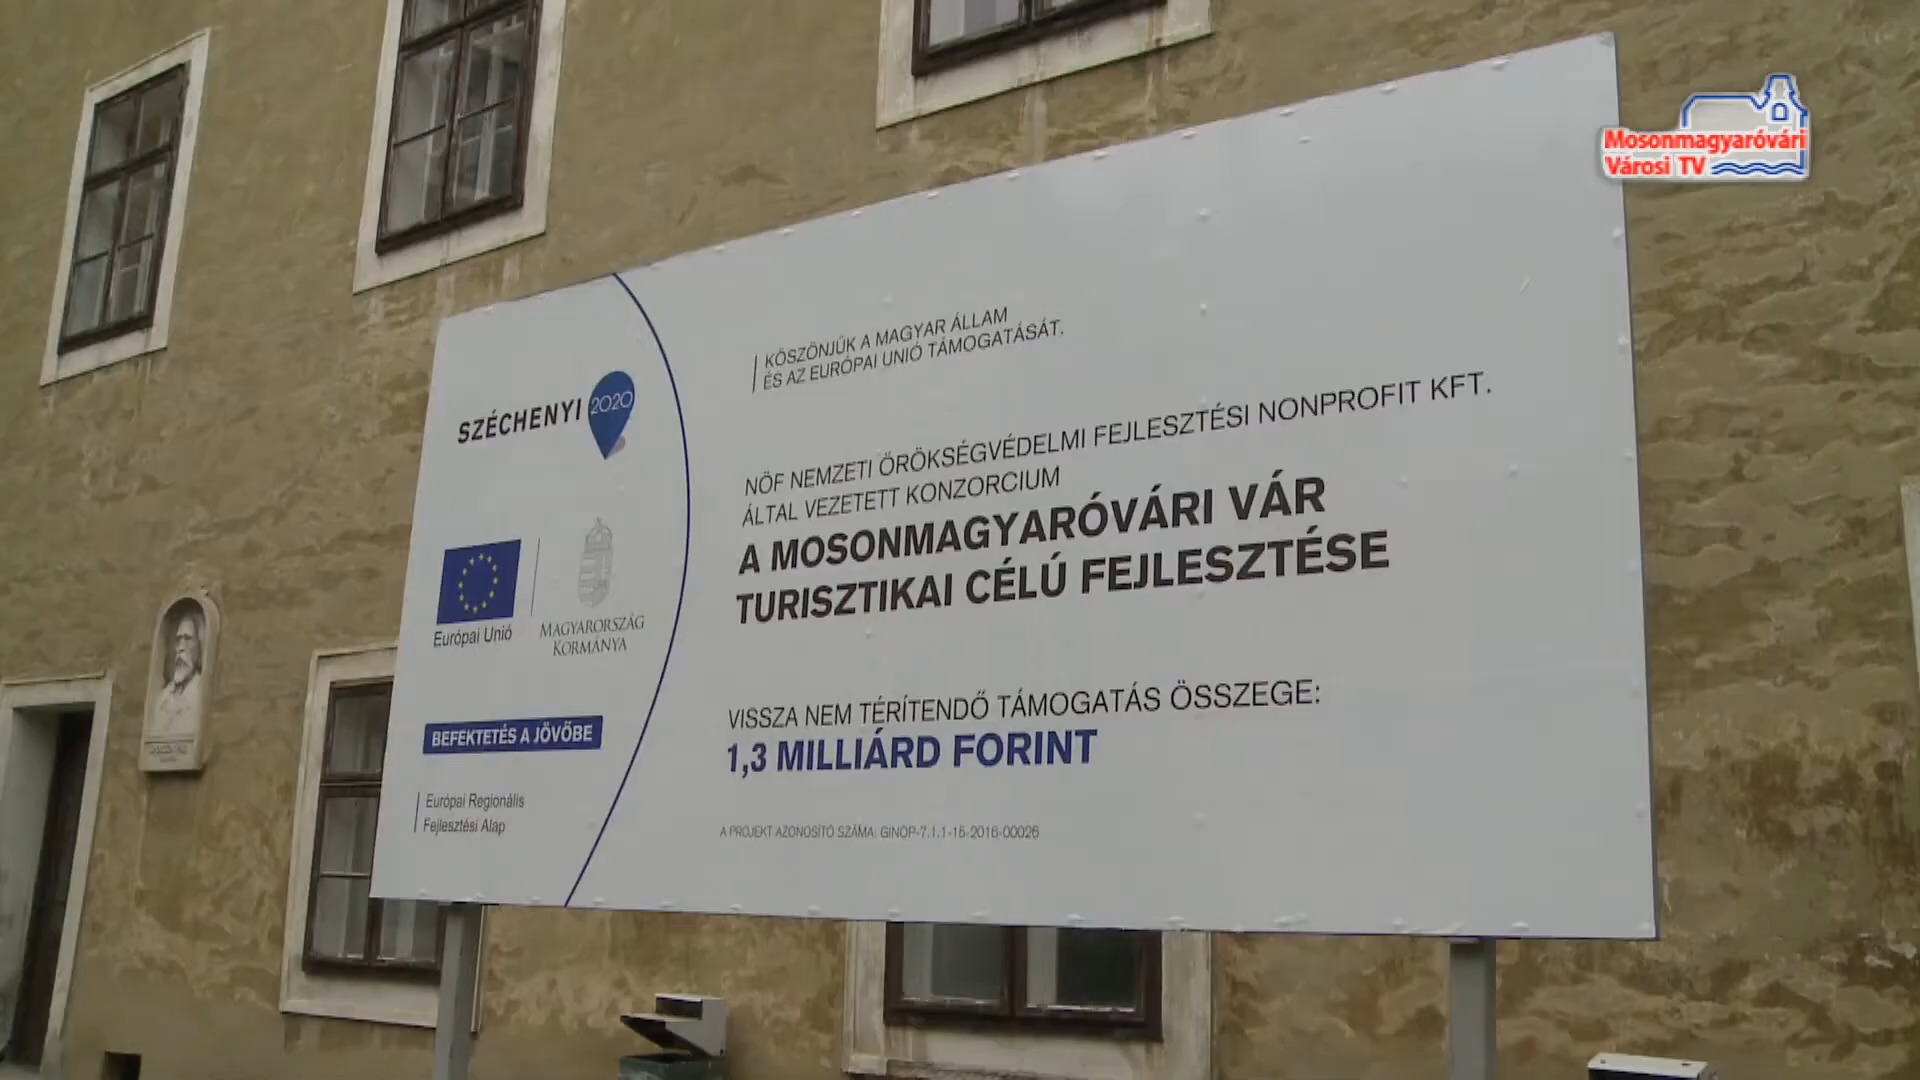 Mosonmagyaróvári
Városi TV
SZÉCHENYI 2020
KÖSZÖNJÜK A MAGYAR ÁLLAM
ÉS AZ EURÓPAI UNIÓ TÁMOGATÁSÁT.
NÖF NEMZETI ÖRÖKSÉGVÉDELMI FEJLESZTÉSI NONPROFIT KFT.
ÁLTAL VEZETETT KONZORCIUM
A MOSONMAGYARÓVÁRI VÁR
TURISZTIKAI CÉLÚ FEJLESZTÉSE
Európai Unió
MAGYARORSZÁG
KORMÁNYA
VISSZA NEM TÉRÍTENDŐ TÁMOGATÁS ÖSSZEGE:
1,3 MILLIÁRD FORINT
BEFEKTETÉS A JÖVŐBE
Európai Regionális
Fejlesztési Alap
A PROJEKT AZONOSÍTÓ SZÁMA: GINOP-7.1.1-15-2016-00026